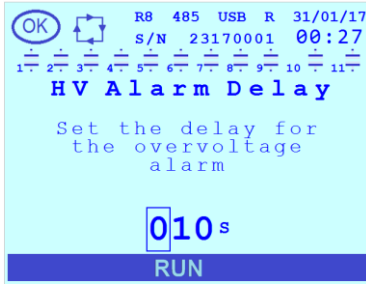 OK R8 485 USB R 31/01/17
S/N 23170001 00:27
1 2 3 4 5 6 7 8 9 10 11
HV Alarm Delay
Set the delay for
the overvoltage
alarm
010 s
RUN